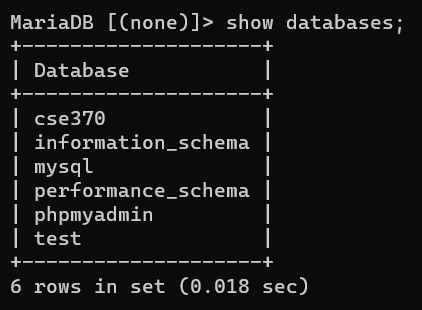 MariaDB [(none)]> show databases;
+--------------------+
| Database           |
+--------------------+
| cse370             |
| information_schema |
| mysql              |
| performance_schema |
| phpmyadmin         |
| test               |
+--------------------+
6 rows in set (0.018 sec)